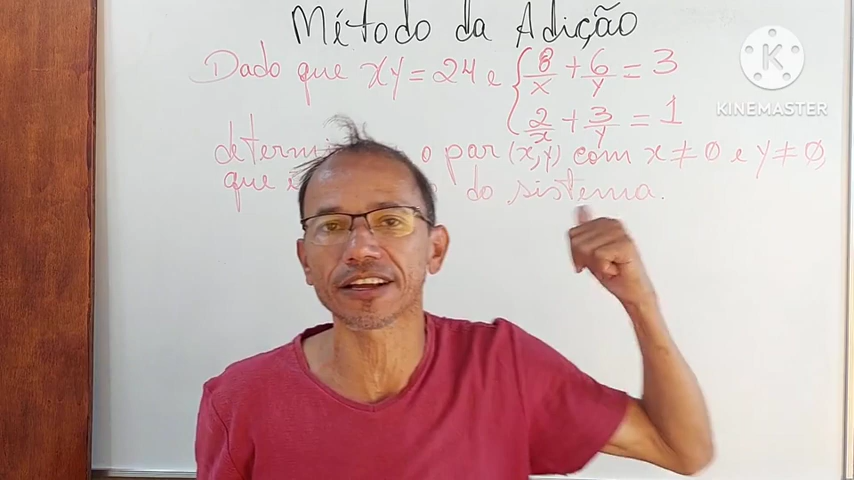 Método da Adição
Dado que xy = 24 e { 8/x + 6/y = 3
2/x + 3/y = 1
o par (x,y) com x ≠ 0 e y ≠ 0,
que do sistema.
K
KINEMASTER